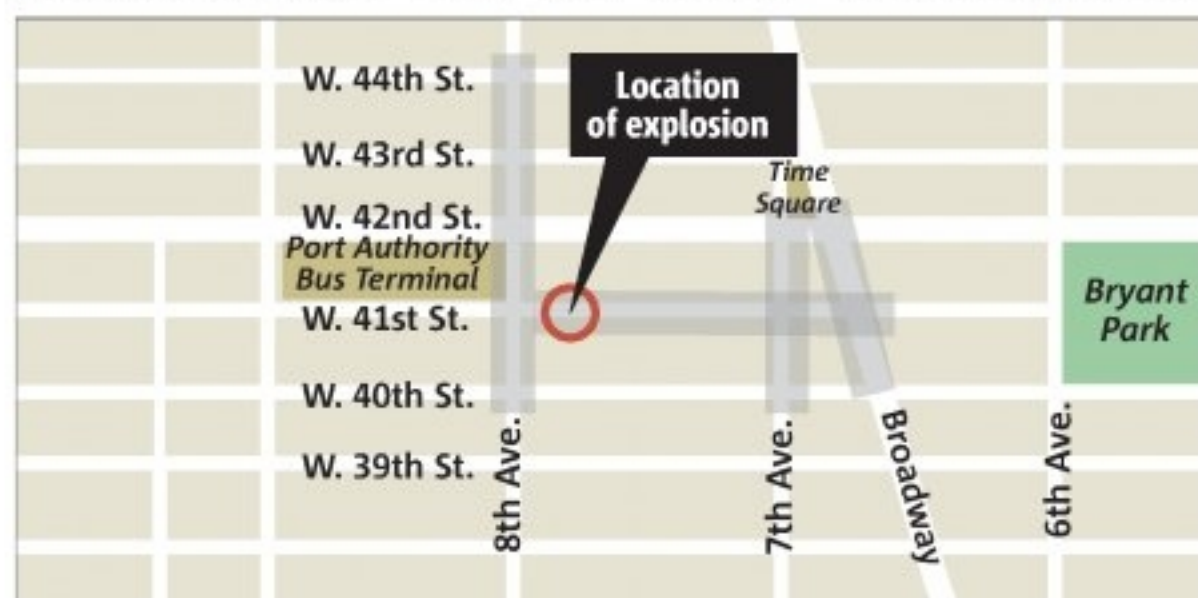 W. 44th St.
Location
of explosion
W. 43rd St.
Time
Square
W. 42nd St.
Port Authority
Bus Terminal
W. 41st St.
Bryant
Park
W. 40th St.
W. 39th St.
8th Ave.
7th Ave.
Broadway
6th Ave.